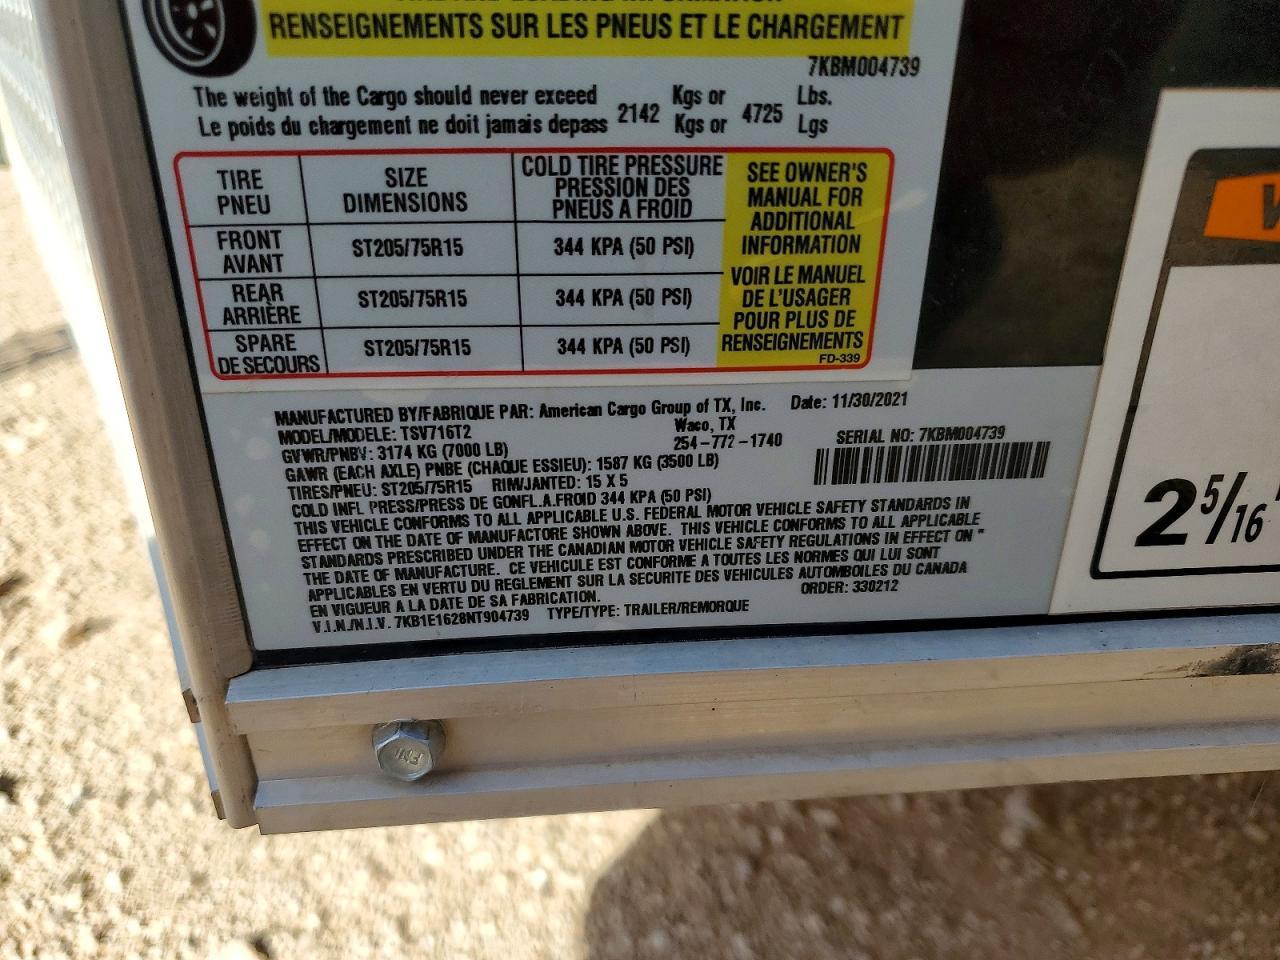 RENSEIGNEMENTS SUR LES PNEUS ET LE CHARGEMENT
7KBM004739
The weight of the Cargo should never exceed 2142 Kgs or 4725 Lbs.
Le poids du chargement ne doit jamais depass Kgs or Lgs
TIRE PNEU SIZE DIMENSIONS COLD TIRE PRESSURE PRESSION DES PNEUS A FROID
FRONT AVANT ST205/75R15 344 KPA (50 PSI)
REAR ARRIÈRE ST205/75R15 344 KPA (50 PSI)
SPARE DE SECOURS ST205/75R15 344 KPA (50 PSI)
SEE OWNER'S
MANUAL FOR
ADDITIONAL
INFORMATION
VOIR LE MANUEL
DE L'USAGER
POUR PLUS DE
RENSEIGNEMENTS
FD-339
MANUFACTURED BY/FABRIQUE PAR: American Cargo Group of TX, Inc. Date: 11/30/2021
MODEL/MODELE: TSV716T2 Waco, TX
GVWR/PNBV: 3174 KG (7000 LB) 254-772-1740
SERIAL NO: 7KBM004739
GAWR (EACH AXLE) PNBE (CHAQUE ESSIEU): 1587 KG (3500 LB)
TIRES/PNEU: ST205/75R15 RIM/JANTED: 15 X 5
COLD INFL PRESS/PRESS DE GONFL.A.FROID 344 KPA (50 PSI)
THIS VEHICLE CONFORMS TO ALL APPLICABLE U.S. FEDERAL MOTOR VEHICLE SAFETY STANDARDS IN
EFFECT ON THE DATE OF MANUFACTORE SHOWN ABOVE. THIS VEHICLE CONFORMS TO ALL APPLICABLE
STANDARDS PRESCRIBED UNDER THE CANADIAN MOTOR VEHICLE SAFETY REGULATIONS IN EFFECT ON "
THE DATE OF MANUFACTURE. CE VEHICULE EST CONFORME A TOUTES LES NORMES QUI LUI SONT
APPLICABLES EN VERTU DU REGLEMENT SUR LA SECURITE DES VEHICULES AUTOMBOILES DU CANADA
EN VIGUEUR A LA DATE DE SA FABRICATION. ORDER: 330212
V.I.N./N.I.V. 7KB1E1628NT904739 TYPE/TYPE: TRAILER/REMORQUE
2 5/16
FNI